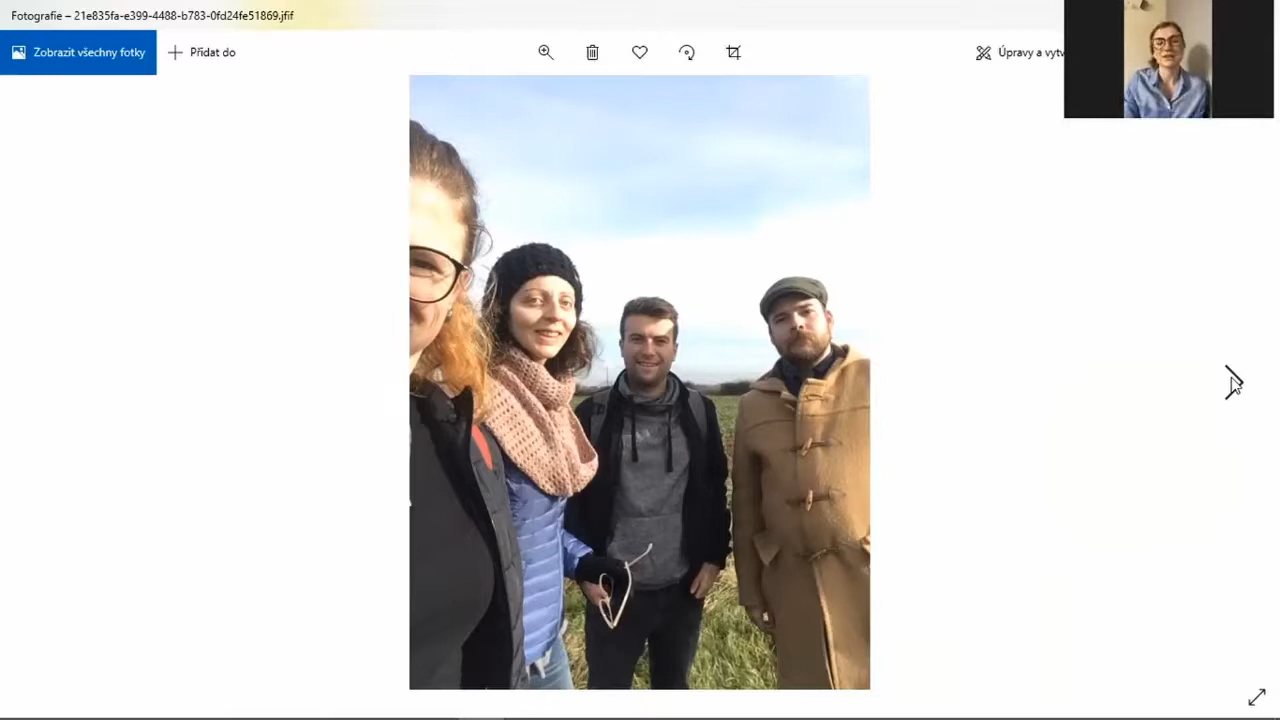 Fotografie – 21e835fa-e399-4488-b783-0fd24fe51869.jfif
Zobrazit všechny fotky
Přidat do
Úpravy a vytv